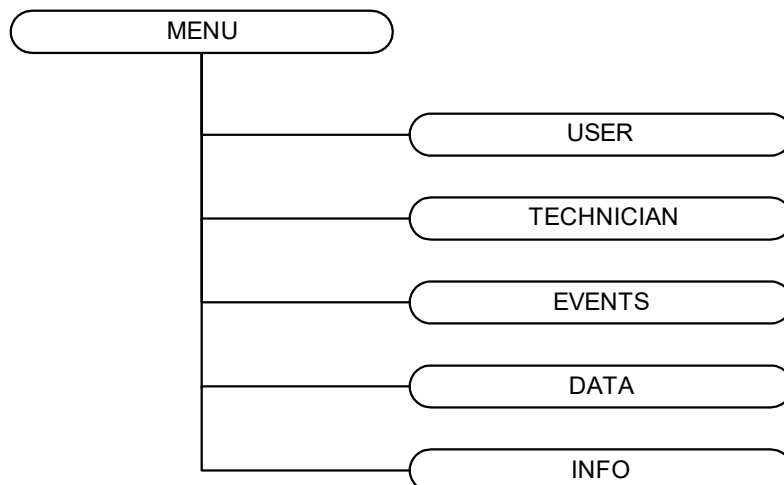 MENU
USER
TECHNICIAN
EVENTS
DATA
INFO